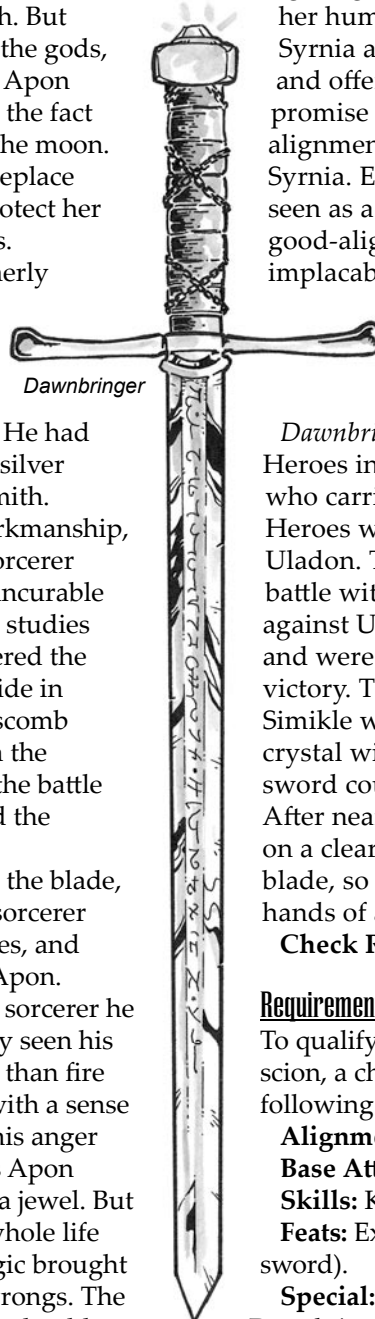 h. But
the gods,
Apon
the fact
he moon.
eplace
otect her
s.
erly
Dawnbringer
He had
silver
mith.
rkmanship,
orcerer
ncurable
studies
ered the
ide in
scomb
n the
the battle
d the
the blade,
sorcerer
es, and
Apon.
sorcerer he
y seen his
than fire
with a sense
his anger
Apon
a jewel. But
whole life
gic brought
wrongs. The
her hum
Syrnia a
and offe
promise
alignmen
Syrnia. E
seen as a
good-alig
implacab
Dawnbri
Heroes in
who carri
Heroes w
Uladon. T
battle wit
against U
and were
victory. T
Simikle w
crystal wi
sword cou
After nea
on a clear
blade, so
hands of
Check R
Requiremen
To qualify
scion, a ch
following
Alignme
Base Att
Skills: K
Feats: Ex
sword).
Special: